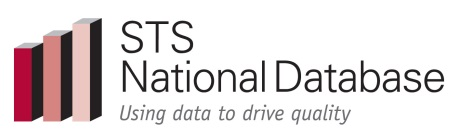 STS
National Database
Using data to drive quality